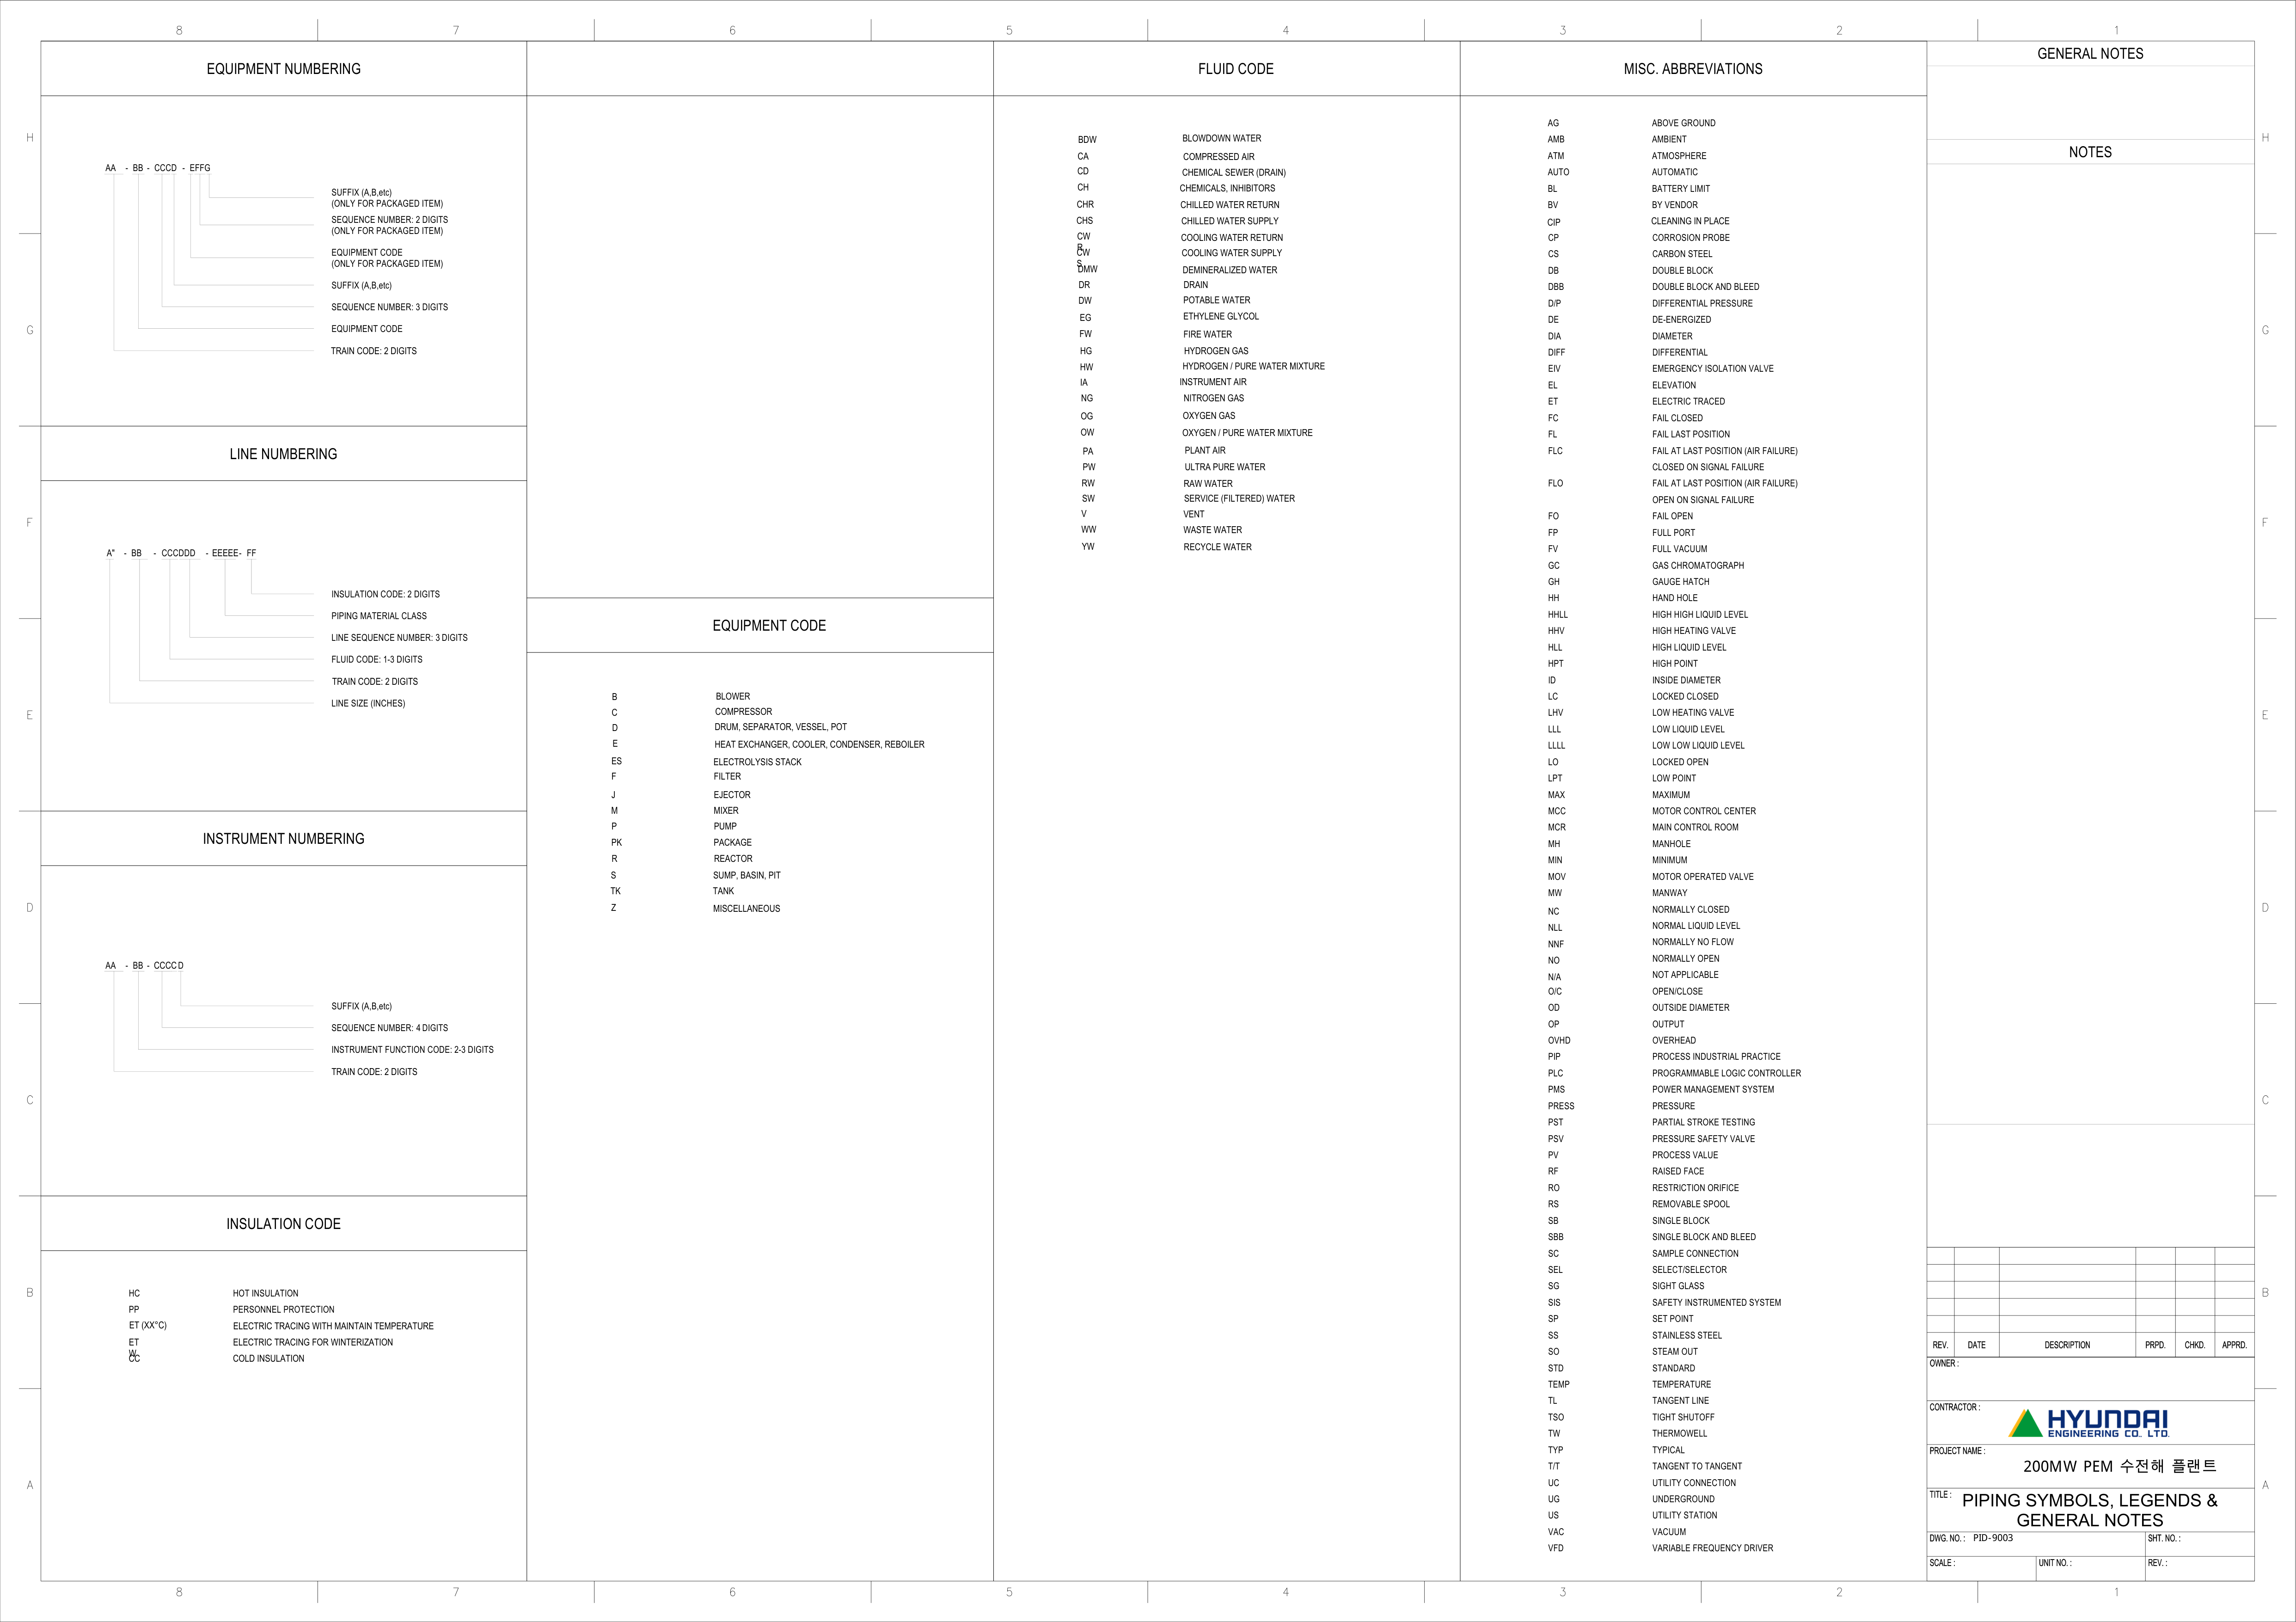 8 7 6 5 4 3 2 1
EQUIPMENT NUMBERING
AA - BB - CCCD - EFFG
SUFFIX (A,B,etc)
(ONLY FOR PACKAGED ITEM)
SEQUENCE NUMBER: 2 DIGITS
(ONLY FOR PACKAGED ITEM)
EQUIPMENT CODE
(ONLY FOR PACKAGED ITEM)
SUFFIX (A,B,etc)
SEQUENCE NUMBER: 3 DIGITS
EQUIPMENT CODE
TRAIN CODE: 2 DIGITS
LINE NUMBERING
A" - BB - CCCDDD - EEEEE- FF
INSULATION CODE: 2 DIGITS
PIPING MATERIAL CLASS
LINE SEQUENCE NUMBER: 3 DIGITS
FLUID CODE: 1-3 DIGITS
TRAIN CODE: 2 DIGITS
LINE SIZE (INCHES)
INSTRUMENT NUMBERING
AA - BB - CCCC D
SUFFIX (A,B,etc)
SEQUENCE NUMBER: 4 DIGITS
INSTRUMENT FUNCTION CODE: 2-3 DIGITS
TRAIN CODE: 2 DIGITS
INSULATION CODE
HC HOT INSULATION
PP PERSONNEL PROTECTION
ET (XX°C) ELECTRIC TRACING WITH MAINTAIN TEMPERATURE
ET ELECTRIC TRACING FOR WINTERIZATION
W
CC COLD INSULATION
EQUIPMENT CODE
B BLOWER
C COMPRESSOR
D DRUM, SEPARATOR, VESSEL, POT
E HEAT EXCHANGER, COOLER, CONDENSER, REBOILER
ES ELECTROLYSIS STACK
F FILTER
J EJECTOR
M MIXER
P PUMP
PK PACKAGE
R REACTOR
S SUMP, BASIN, PIT
TK TANK
Z MISCELLANEOUS
FLUID CODE
BDW BLOWDOWN WATER
CA COMPRESSED AIR
CD CHEMICAL SEWER (DRAIN)
CH CHEMICALS, INHIBITORS
CHR CHILLED WATER RETURN
CHS CHILLED WATER SUPPLY
CW COOLING WATER RETURN
R
CW COOLING WATER SUPPLY
S
DMW DEMINERALIZED WATER
DR DRAIN
DW POTABLE WATER
EG ETHYLENE GLYCOL
FW FIRE WATER
HG HYDROGEN GAS
HW HYDROGEN / PURE WATER MIXTURE
IA INSTRUMENT AIR
NG NITROGEN GAS
OG OXYGEN GAS
OW OXYGEN / PURE WATER MIXTURE
PA PLANT AIR
PW ULTRA PURE WATER
RW RAW WATER
SW SERVICE (FILTERED) WATER
V VENT
WW WASTE WATER
YW RECYCLE WATER
MISC. ABBREVIATIONS
AG ABOVE GROUND
AMB AMBIENT
ATM ATMOSPHERE
AUTO AUTOMATIC
BL BATTERY LIMIT
BV BY VENDOR
CIP CLEANING IN PLACE
CP CORROSION PROBE
CS CARBON STEEL
DB DOUBLE BLOCK
DBB DOUBLE BLOCK AND BLEED
D/P DIFFERENTIAL PRESSURE
DE DE-ENERGIZED
DIA DIAMETER
DIFF DIFFERENTIAL
EIV EMERGENCY ISOLATION VALVE
EL ELEVATION
ET ELECTRIC TRACED
FC FAIL CLOSED
FL FAIL LAST POSITION
FLC FAIL AT LAST POSITION (AIR FAILURE)
CLOSED ON SIGNAL FAILURE
FLO FAIL AT LAST POSITION (AIR FAILURE)
OPEN ON SIGNAL FAILURE
FO FAIL OPEN
FP FULL PORT
FV FULL VACUUM
GC GAS CHROMATOGRAPH
GH GAUGE HATCH
HH HAND HOLE
HHLL HIGH HIGH LIQUID LEVEL
HHV HIGH HEATING VALVE
HLL HIGH LIQUID LEVEL
HPT HIGH POINT
ID INSIDE DIAMETER
LC LOCKED CLOSED
LHV LOW HEATING VALVE
LLL LOW LIQUID LEVEL
LLLL LOW LOW LIQUID LEVEL
LO LOCKED OPEN
LPT LOW POINT
MAX MAXIMUM
MCC MOTOR CONTROL CENTER
MCR MAIN CONTROL ROOM
MH MANHOLE
MIN MINIMUM
MOV MOTOR OPERATED VALVE
MW MANWAY
NC NORMALLY CLOSED
NLL NORMAL LIQUID LEVEL
NNF NORMALLY NO FLOW
NO NORMALLY OPEN
N/A NOT APPLICABLE
O/C OPEN/CLOSE
OD OUTSIDE DIAMETER
OP OUTPUT
OVHD OVERHEAD
PIP PROCESS INDUSTRIAL PRACTICE
PLC PROGRAMMABLE LOGIC CONTROLLER
PMS POWER MANAGEMENT SYSTEM
PRESS PRESSURE
PST PARTIAL STROKE TESTING
PSV PRESSURE SAFETY VALVE
PV PROCESS VALUE
RF RAISED FACE
RO RESTRICTION ORIFICE
RS REMOVABLE SPOOL
SB SINGLE BLOCK
SBB SINGLE BLOCK AND BLEED
SC SAMPLE CONNECTION
SEL SELECT/SELECTOR
SG SIGHT GLASS
SIS SAFETY INSTRUMENTED SYSTEM
SP SET POINT
SS STAINLESS STEEL
SO STEAM OUT
STD STANDARD
TEMP TEMPERATURE
TL TANGENT LINE
TSO TIGHT SHUTOFF
TW THERMOWELL
TYP TYPICAL
T/T TANGENT TO TANGENT
UC UTILITY CONNECTION
UG UNDERGROUND
US UTILITY STATION
VAC VACUUM
VFD VARIABLE FREQUENCY DRIVER
GENERAL NOTES
NOTES
REV. DATE DESCRIPTION PRPD. CHKD. APPRD.
OWNER :
CONTRACTOR :
HYUNDAI
ENGINEERING CO., LTD.
PROJECT NAME :
200MW PEM 수전해 플랜트
TITLE : PIPING SYMBOLS, LEGENDS &
GENERAL NOTES
DWG. NO. : PID-9003 SHT. NO. :
SCALE : UNIT NO. : REV. :
H H
G G
F F
E E
D D
C C
B B
A A
8 7 6 5 4 3 2 1